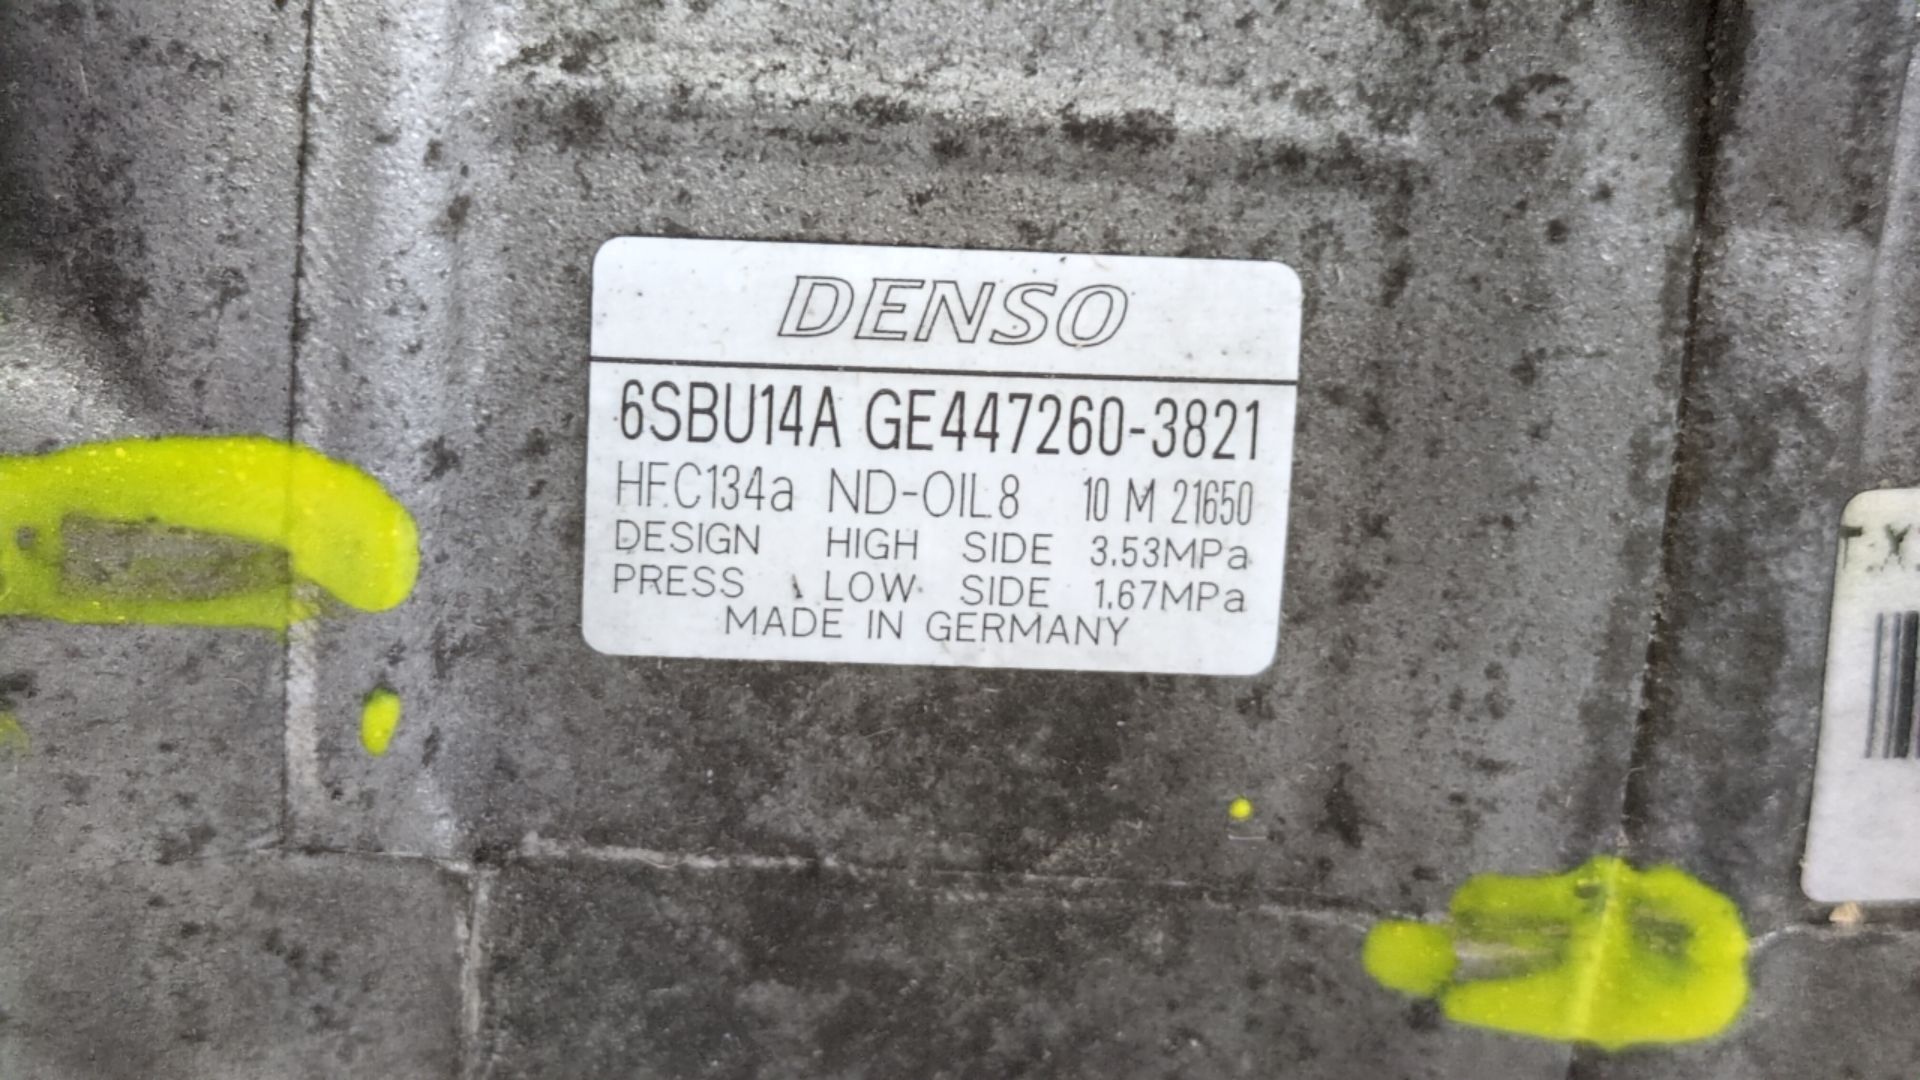 DENSO
6SBU14A GE447260-3821
HFC134a ND-OIL8 10 M 21650
DESIGN HIGH SIDE 3.53MPa
PRESS LOW SIDE 1.67MPa
MADE IN GERMANY